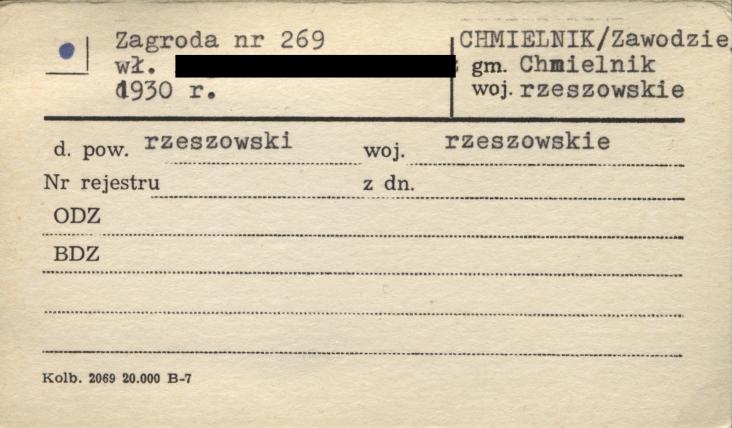 Zagroda nr 269
wł.
1930 r.
CHMIELNIK/Zawodzie
gm. Chmielnik
woj. rzeszowskie
d. pow. rzeszowski woj. rzeszowskie
Nr rejestru z dn.
ODZ
BDZ
Kolb. 2069 20.000 B-7